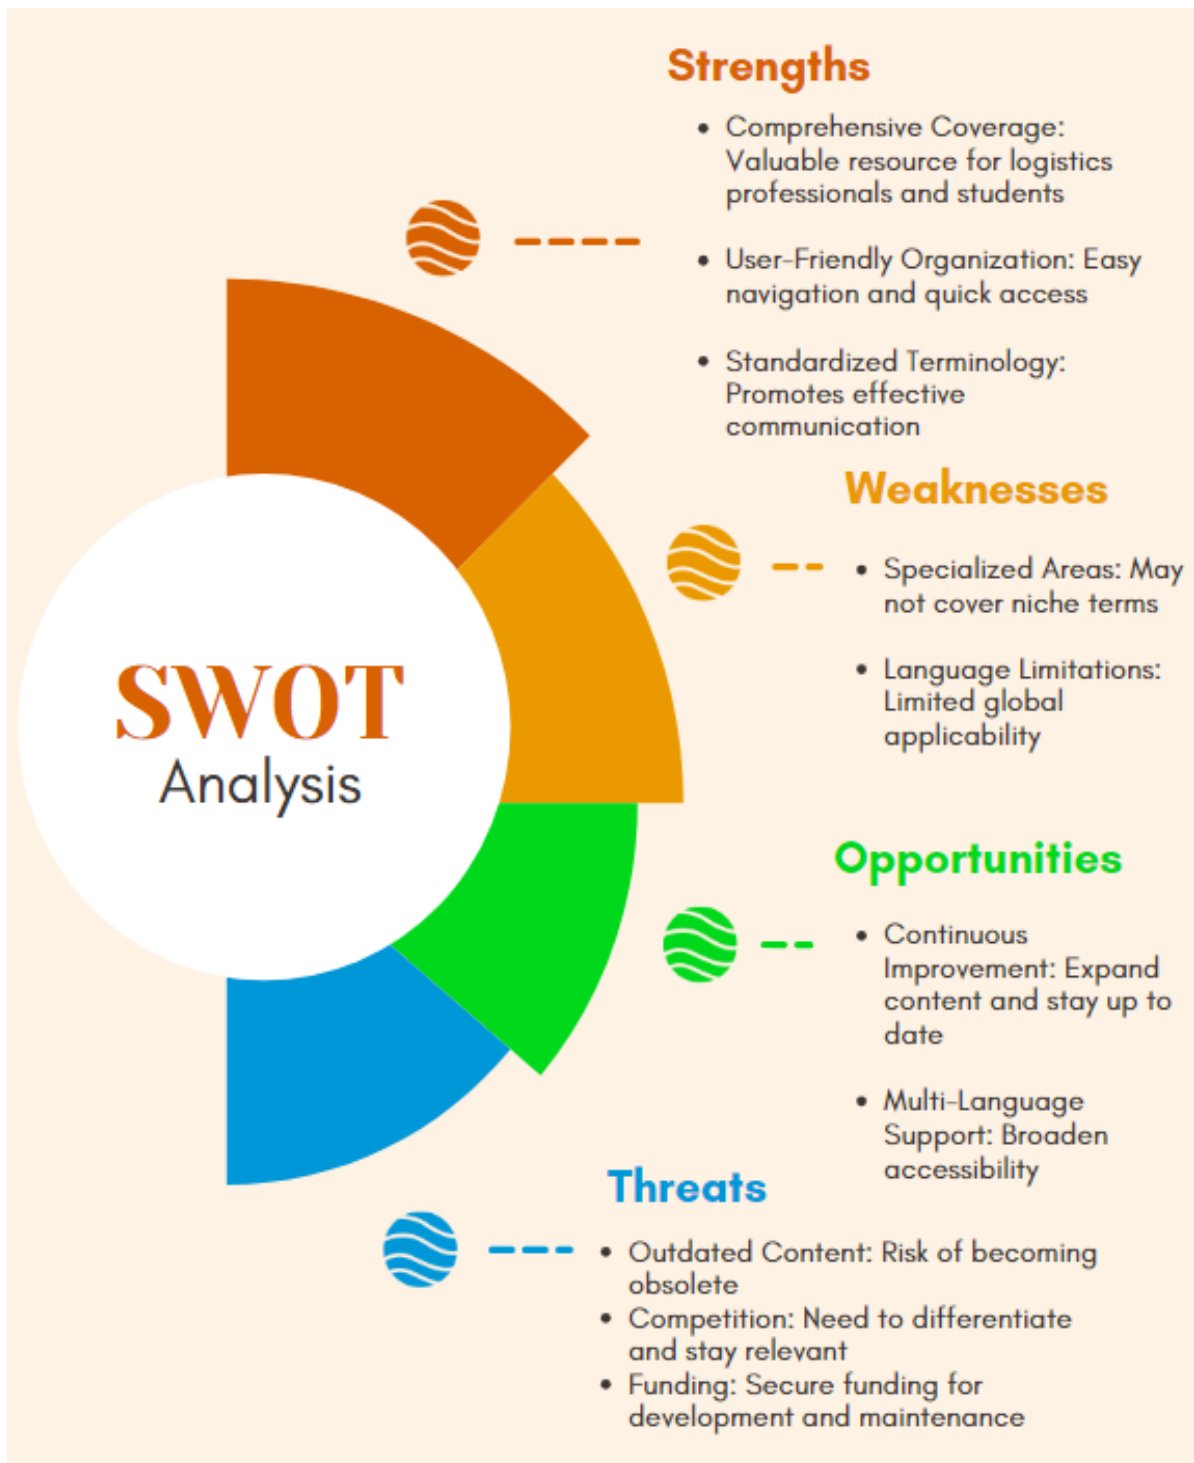 Strengths
• Comprehensive Coverage:
Valuable resource for logistics
professionals and students
• User-Friendly Organization: Easy
navigation and quick access
• Standardized Terminology:
Promotes effective
communication
Weaknesses
• Specialized Areas: May
not cover niche terms
• Language Limitations:
Limited global
applicability
SWOT
Analysis
Opportunities
• Continuous
Improvement: Expand
content and stay up to
date
• Multi-Language
Support: Broaden
accessibility
Threats
• Outdated Content: Risk of becoming
obsolete
• Competition: Need to differentiate
and stay relevant
• Funding: Secure funding for
development and maintenance